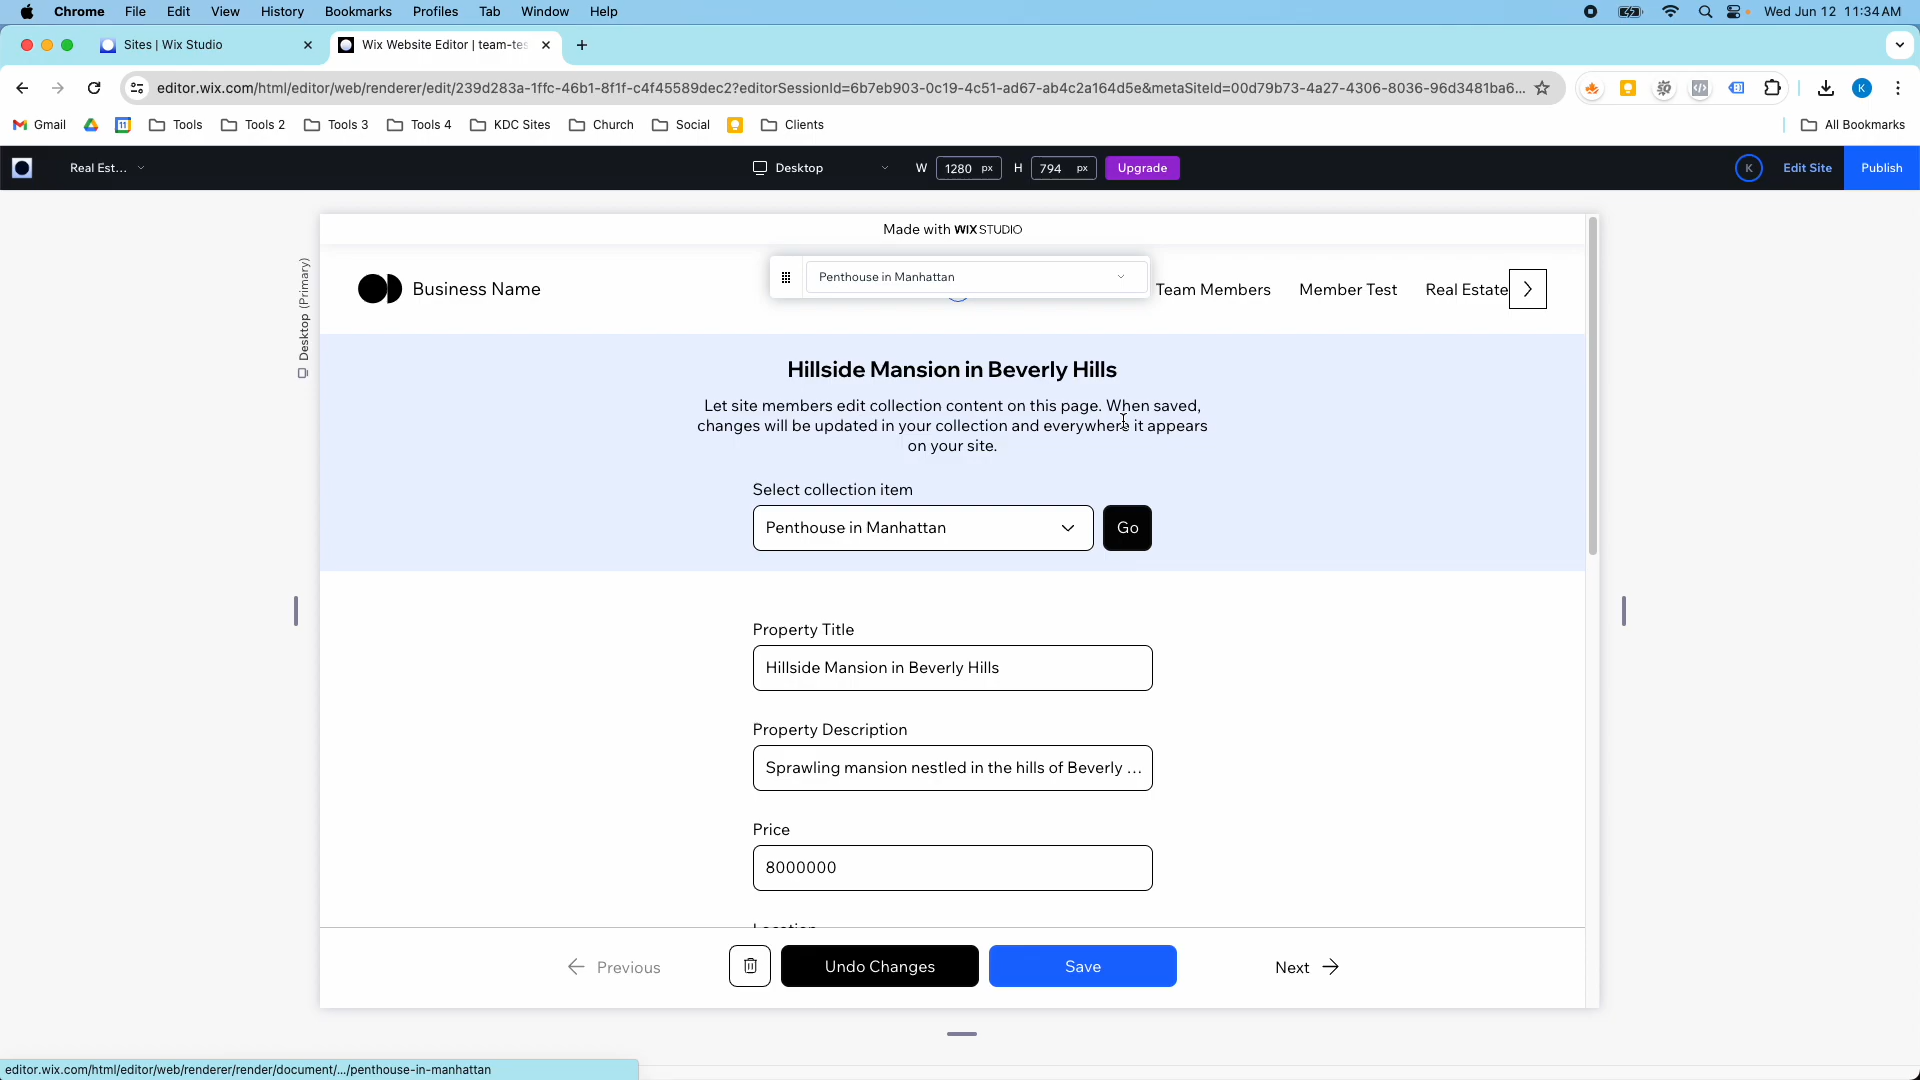 Chrome File Edit View History Bookmarks Profiles Tab Window Help Wed Jun 12 11:34 AM
Sites | Wix Studio
Wix Website Editor | team-tes
editor.wix.com/html/editor/web/renderer/edit/239d283a-1ffc-46b1-8f1f-c4f45589dec2?editorSessionId=6b7eb903-0c19-4c51-ad67-ab4c2a164d5e&metaSiteId=00d79b73-4a27-4306-8036-96d3481ba6... K
Gmail Tools Tools 2 Tools 3 Tools 4 KDC Sites Church Social Clients All Bookmarks
Real Est... Desktop W 1280 px H 794 px Upgrade K Edit Site Publish
Desktop (Primary)
Made with WIX STUDIO
Penthouse in Manhattan
Business Name Team Members Member Test Real Estate
Hillside Mansion in Beverly Hills
Let site members edit collection content on this page. When saved,
changes will be updated in your collection and everywhere it appears
on your site.
Select collection item
Penthouse in Manhattan Go
Property Title
Hillside Mansion in Beverly Hills
Property Description
Sprawling mansion nestled in the hills of Beverly ...
Price
8000000
Previous Undo Changes Save Next
editor.wix.com/html/editor/web/renderer/render/document/.../penthouse-in-manhattan